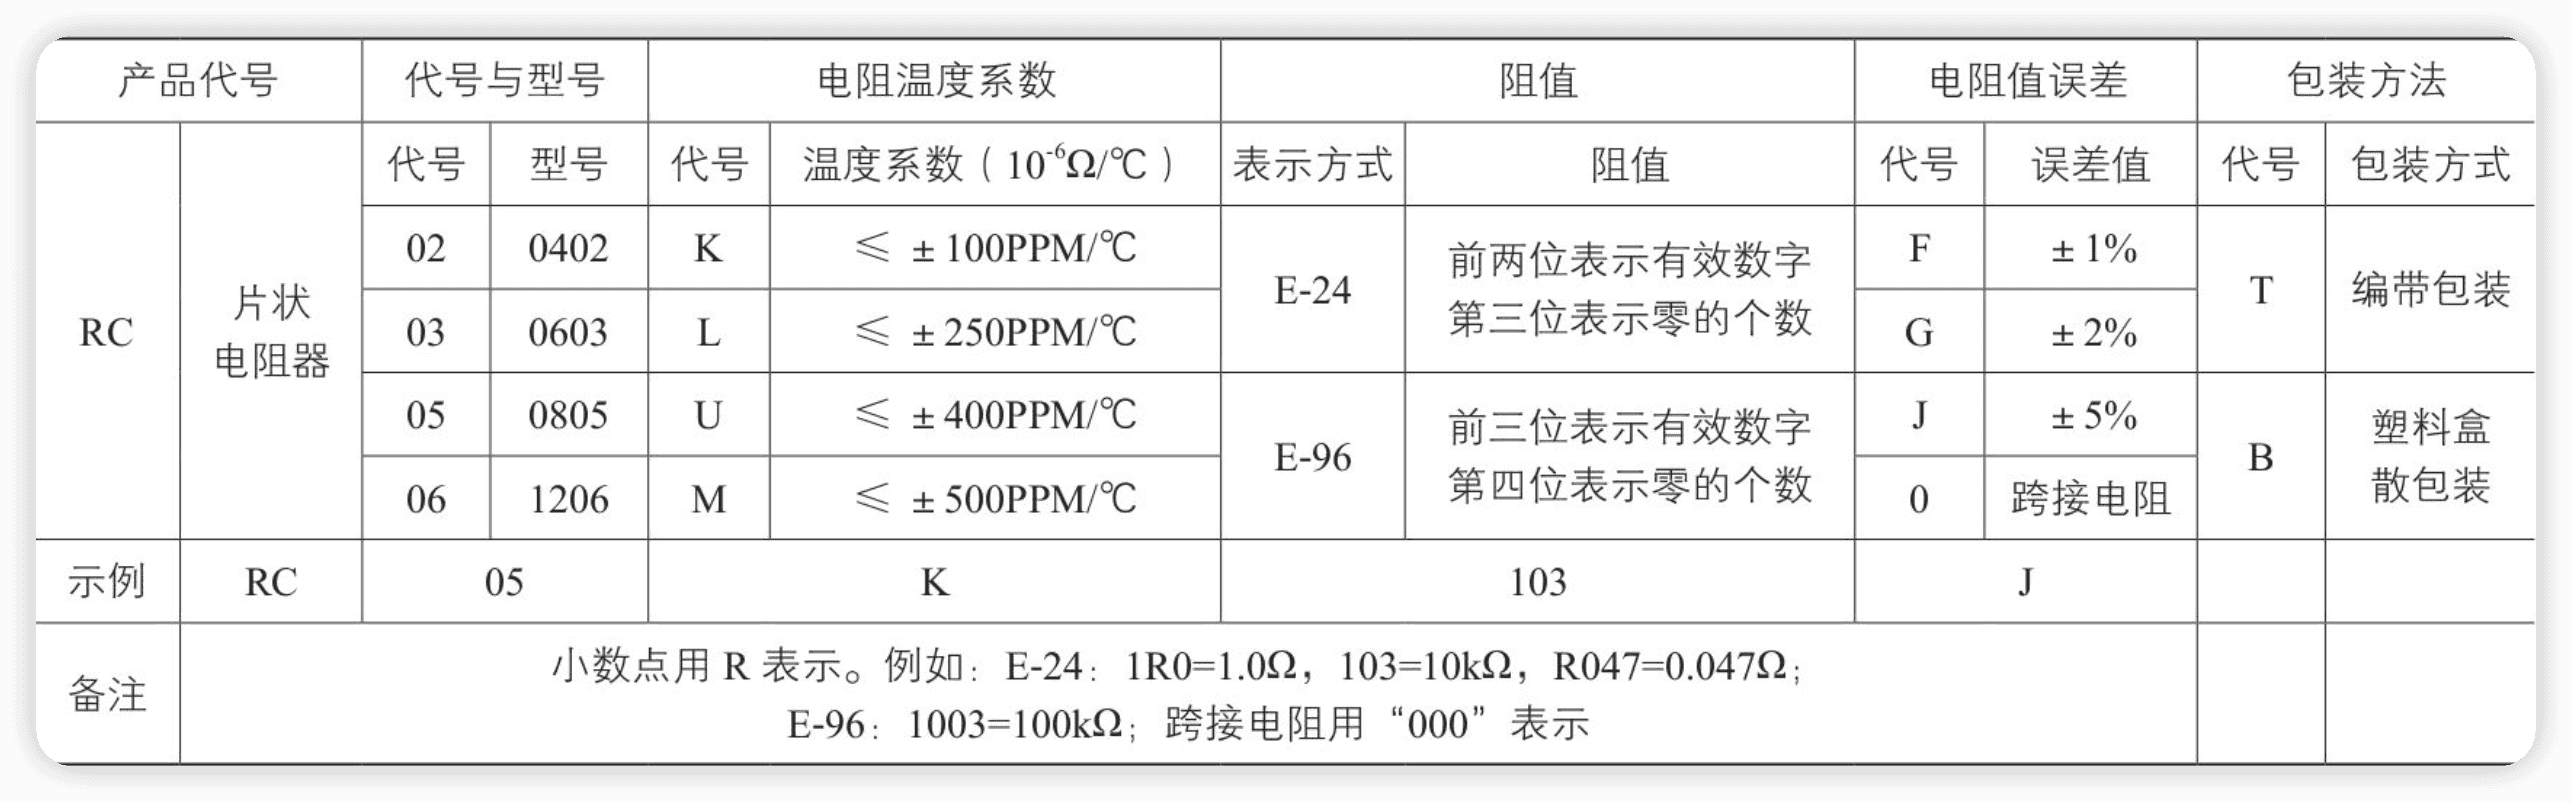 产品代号 代号与型号 电阻温度系数 阻值 电阻值误差 包装方法
代号 型号 代号 温度系数（10⁻⁶Ω/℃） 表示方式 阻值 代号 误差值 代号 包装方式
RC
片状
电阻器
02 0402 K ≤ ±100PPM/℃
03 0603 L ≤ ±250PPM/℃
05 0805 U ≤ ±400PPM/℃
06 1206 M ≤ ±500PPM/℃
E-24
前两位表示有效数字
第三位表示零的个数
E-96
前三位表示有效数字
第四位表示零的个数
F ±1%
G ±2%
J ±5%
0 跨接电阻
T 编带包装
B
塑料盒
散包装
示例 RC 05 K 103 J
备注
小数点用 R 表示。例如：E-24：1R0=1.0Ω，103=10kΩ，R047=0.047Ω；
E-96：1003=100kΩ；跨接电阻用“000”表示